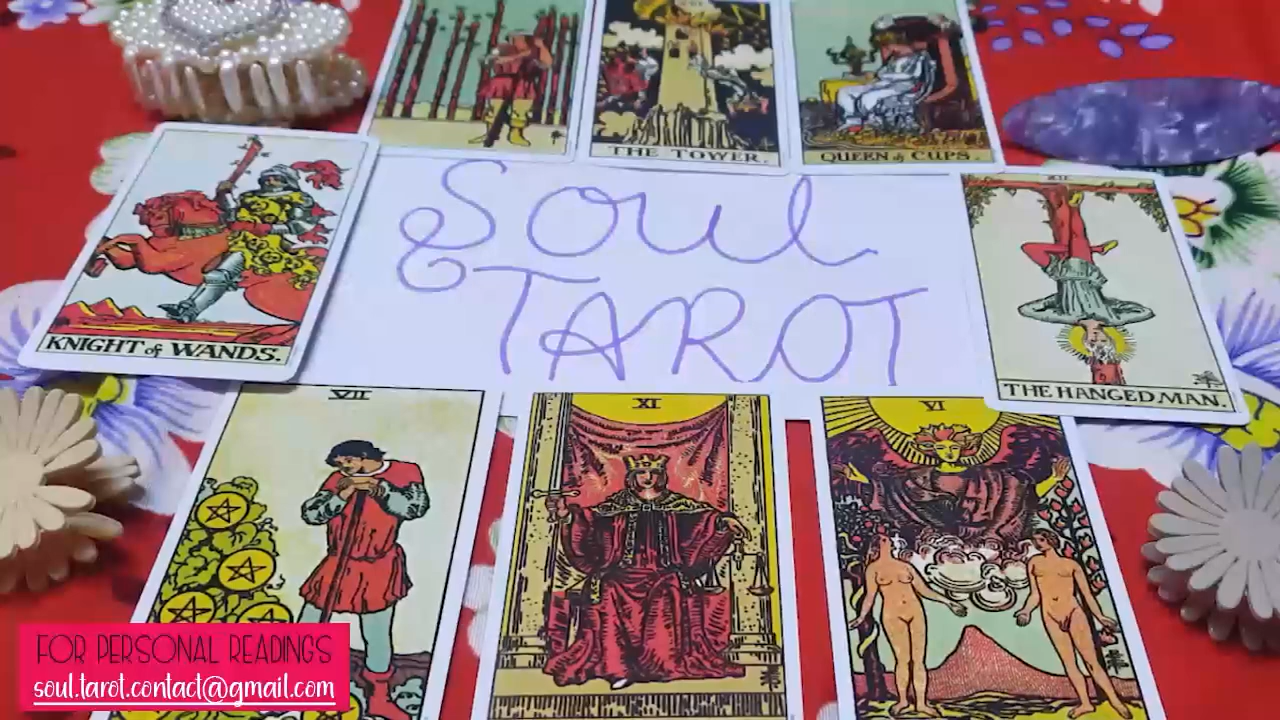 THE TOWER.
QUEEN of CUPS.
KNIGHT of WANDS.
Soul
TAROT
XII
THE HANGED MAN.
VII
XI
VI
FOR PERSONAL READINGS
soul.tarot.contact@gmail.com